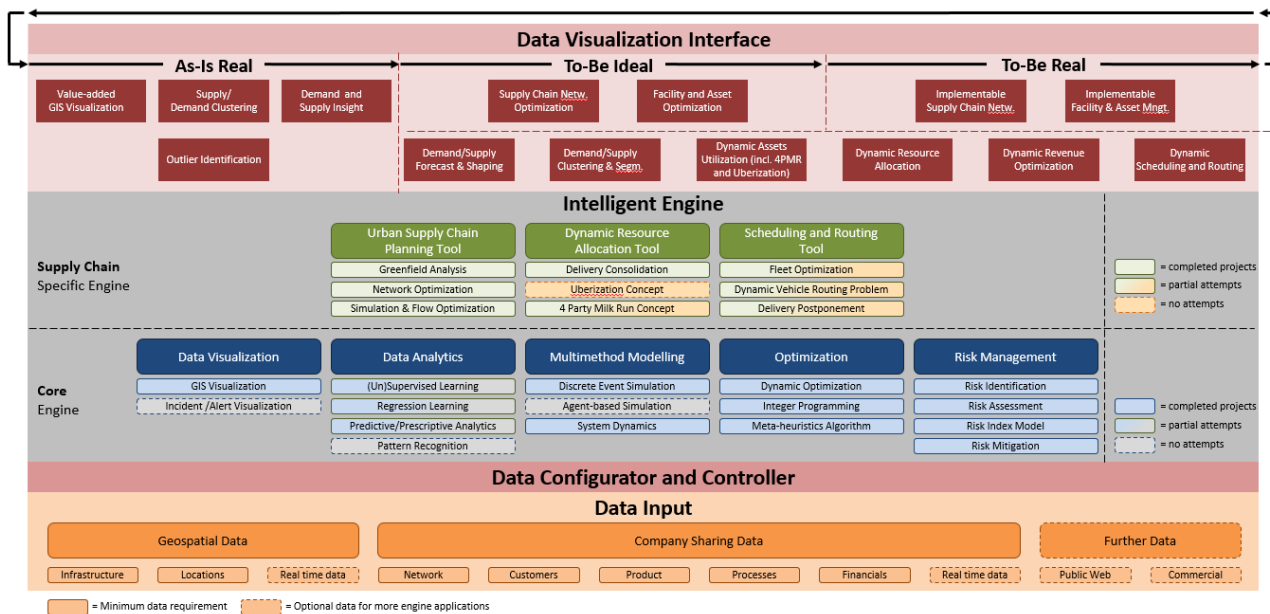 Data Visualization Interface
As-Is Real
To-Be Ideal
To-Be Real
Value-added
GIS Visualization
Supply/
Demand Clustering
Demand and
Supply Insight
Supply Chain Netw.
Optimization
Facility and Asset
Optimization
Implementable
Supply Chain Netw.
Implementable
Facility & Asset Mngt.
Outlier Identification
Demand/Supply
Forecast & Shaping
Demand/Supply
Clustering & Segm.
Dynamic Assets
Utilization (incl. 4PMR
and Uberization)
Dynamic Resource
Allocation
Dynamic Revenue
Optimization
Dynamic
Scheduling and Routing
Intelligent Engine
Supply Chain
Specific Engine
Urban Supply Chain
Planning Tool
Greenfield Analysis
Network Optimization
Simulation & Flow Optimization
Dynamic Resource
Allocation Tool
Delivery Consolidation
Uberization Concept
4 Party Milk Run Concept
Scheduling and Routing
Tool
Fleet Optimization
Dynamic Vehicle Routing Problem
Delivery Postponement
= completed projects
= partial attempts
= no attempts
Core
Engine
Data Visualization
GIS Visualization
Incident /Alert Visualization
Data Analytics
(Un)Supervised Learning
Regression Learning
Predictive/Prescriptive Analytics
Pattern Recognition
Multimethod Modelling
Discrete Event Simulation
Agent-based Simulation
System Dynamics
Optimization
Dynamic Optimization
Integer Programming
Meta-heuristics Algorithm
Risk Management
Risk Identification
Risk Assessment
Risk Index Model
Risk Mitigation
= completed projects
= partial attempts
= no attempts
Data Configurator and Controller
Data Input
Geospatial Data
Infrastructure
Locations
Real time data
Company Sharing Data
Network
Customers
Product
Processes
Financials
Real time data
Further Data
Public Web
Commercial
= Minimum data requirement
= Optional data for more engine applications